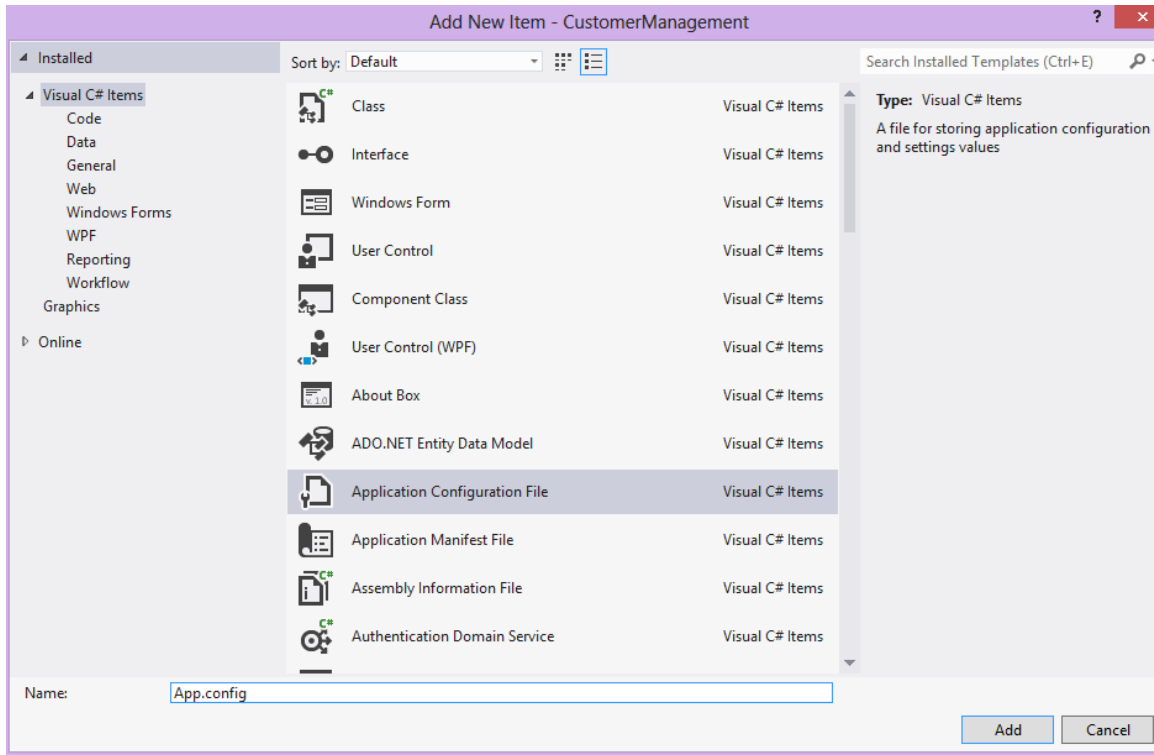 Add New Item - CustomerManagement
?
Installed
Sort by: Default
Search Installed Templates (Ctrl+E)
Visual C# Items
Code
Data
General
Web
Windows Forms
WPF
Reporting
Workflow
Graphics
Online
C#
Class Visual C# Items
Interface Visual C# Items
Windows Form Visual C# Items
User Control Visual C# Items
Component Class Visual C# Items
User Control (WPF) Visual C# Items
v. 1.0
About Box Visual C# Items
ADO.NET Entity Data Model Visual C# Items
Application Configuration File Visual C# Items
Application Manifest File Visual C# Items
C#
Assembly Information File Visual C# Items
C#
Authentication Domain Service Visual C# Items
Type: Visual C# Items
A file for storing application configuration
and settings values
Name: App.config
Add Cancel